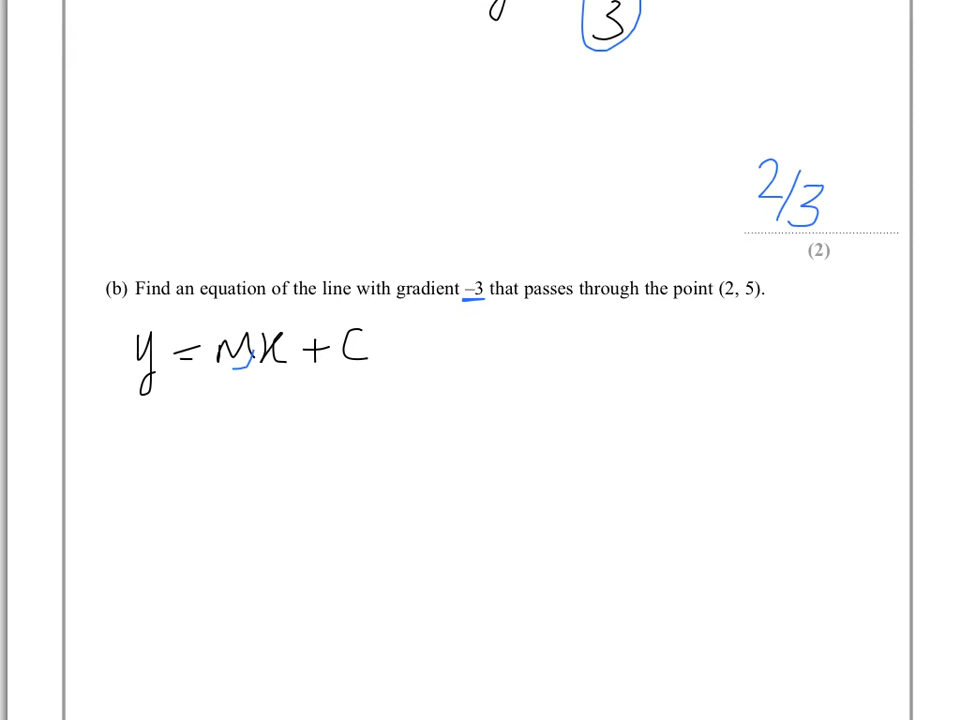 3
2/3
(2)
(b) Find an equation of the line with gradient –3 that passes through the point (2, 5).
y = mx + c